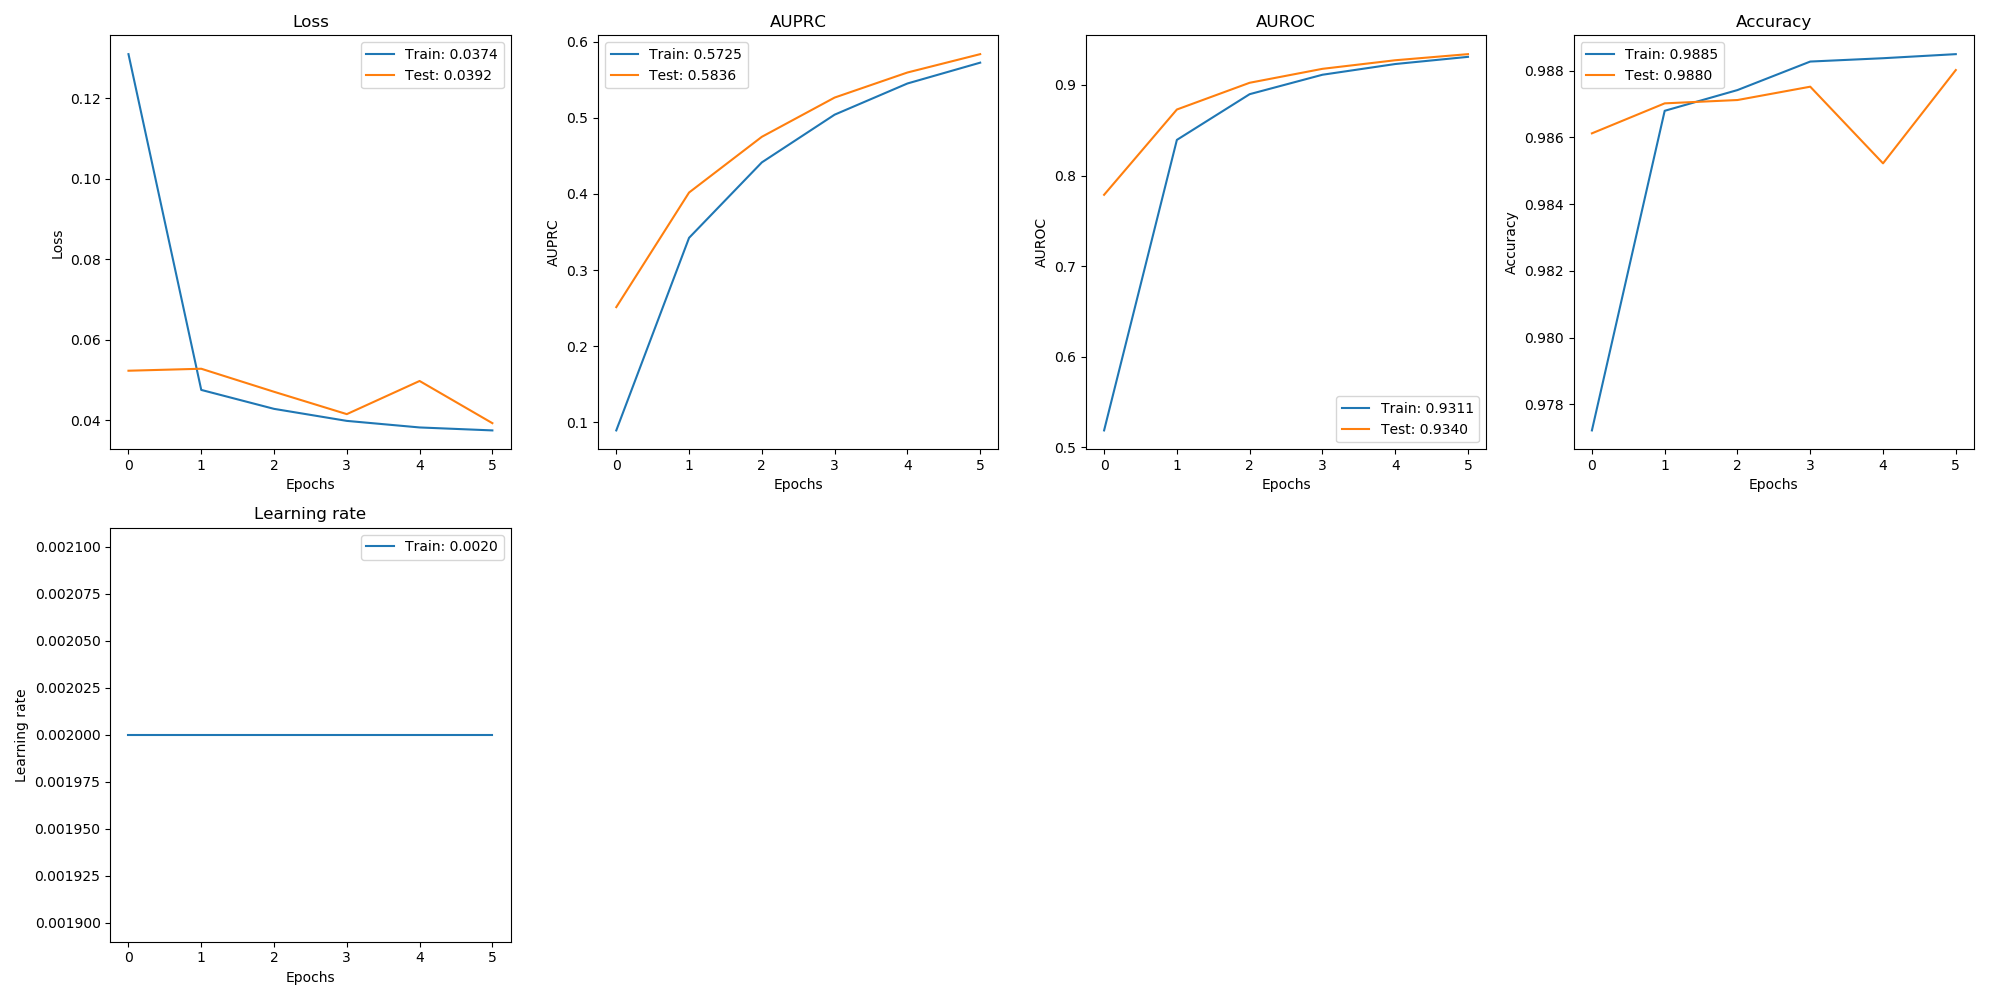 Loss
Train: 0.0374
Test: 0.0392
0.12
0.10
0.08
0.06
0.04
Loss
0 1 2 3 4 5
Epochs
AUPRC
Train: 0.5725
Test: 0.5836
0.6
0.5
0.4
0.3
0.2
0.1
AUPRC
0 1 2 3 4 5
Epochs
AUROC
0.9
0.8
0.7
0.6
0.5
AUROC
Train: 0.9311
Test: 0.9340
0 1 2 3 4 5
Epochs
Accuracy
Train: 0.9885
Test: 0.9880
0.988
0.986
0.984
0.982
0.980
0.978
Accuracy
0 1 2 3 4 5
Epochs
Learning rate
Train: 0.0020
0.002100
0.002075
0.002050
0.002025
0.002000
0.001975
0.001950
0.001925
0.001900
Learning rate
0 1 2 3 4 5
Epochs